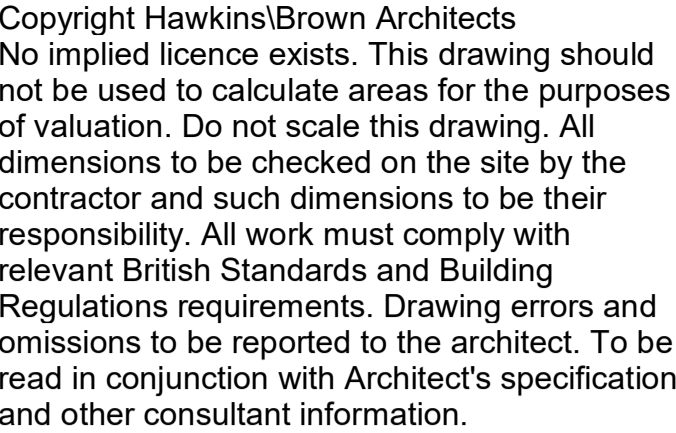 Copyright Hawkins\Brown Architects
No implied licence exists. This drawing should
not be used to calculate areas for the purposes
of valuation. Do not scale this drawing. All
dimensions to be checked on the site by the
contractor and such dimensions to be their
responsibility. All work must comply with
relevant British Standards and Building
Regulations requirements. Drawing errors and
omissions to be reported to the architect. To be
read in conjunction with Architect's specification
and other consultant information.